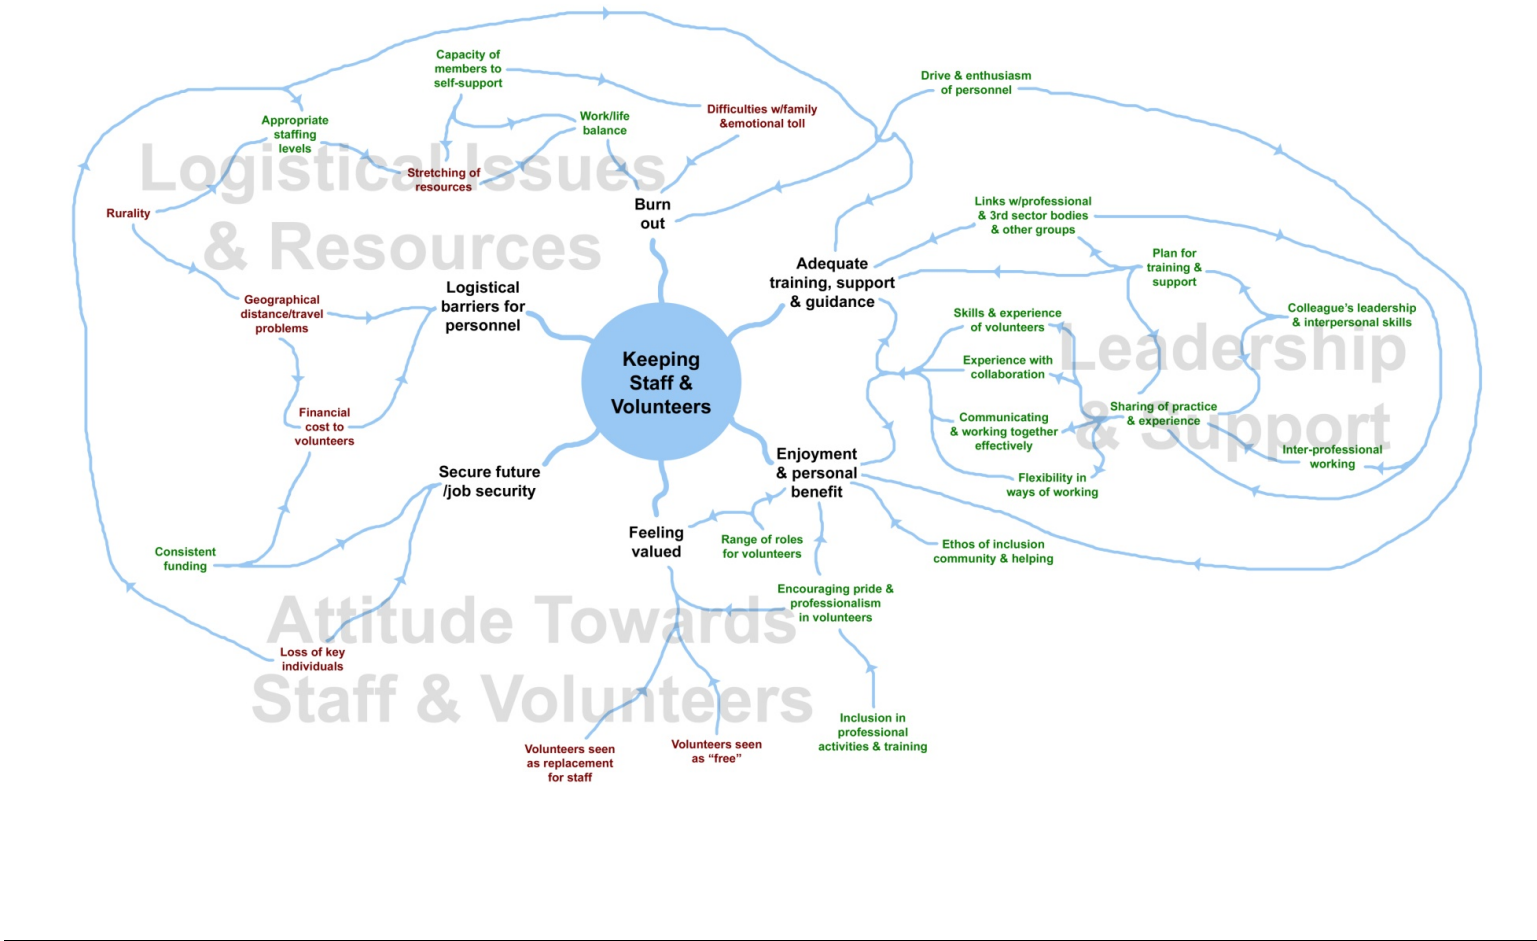 Capacity of
members to
self-support
Drive & enthusiasm
of personnel
Difficulties w/family
&emotional toll
Work/life
balance
Appropriate
staffing
levels
Logistical Issues
& Resources
Stretching of
resources
Rurality
Burn
out
Links w/professional
& 3rd sector bodies
& other groups
Adequate
training, support
& guidance
Plan for
training &
support
Logistical
barriers for
personnel
Geographical
distance/travel
problems
Skills & experience
of volunteers
Colleague's leadership
& interpersonal skills
Leadership
& Support
Keeping
Staff &
Volunteers
Experience with
collaboration
Sharing of practice
& experience
Financial
cost to
volunteers
Communicating
& working together
effectively
Inter-professional
working
Enjoyment
& personal
benefit
Secure future
/job security
Flexibility in
ways of working
Feeling
valued
Range of roles
for volunteers
Ethos of inclusion
community & helping
Consistent
funding
Encouraging pride &
professionalism
in volunteers
Attitude Towards
Staff & Volunteers
Loss of key
individuals
Inclusion in
professional
activities & training
Volunteers seen
as replacement
for staff
Volunteers seen
as “free”